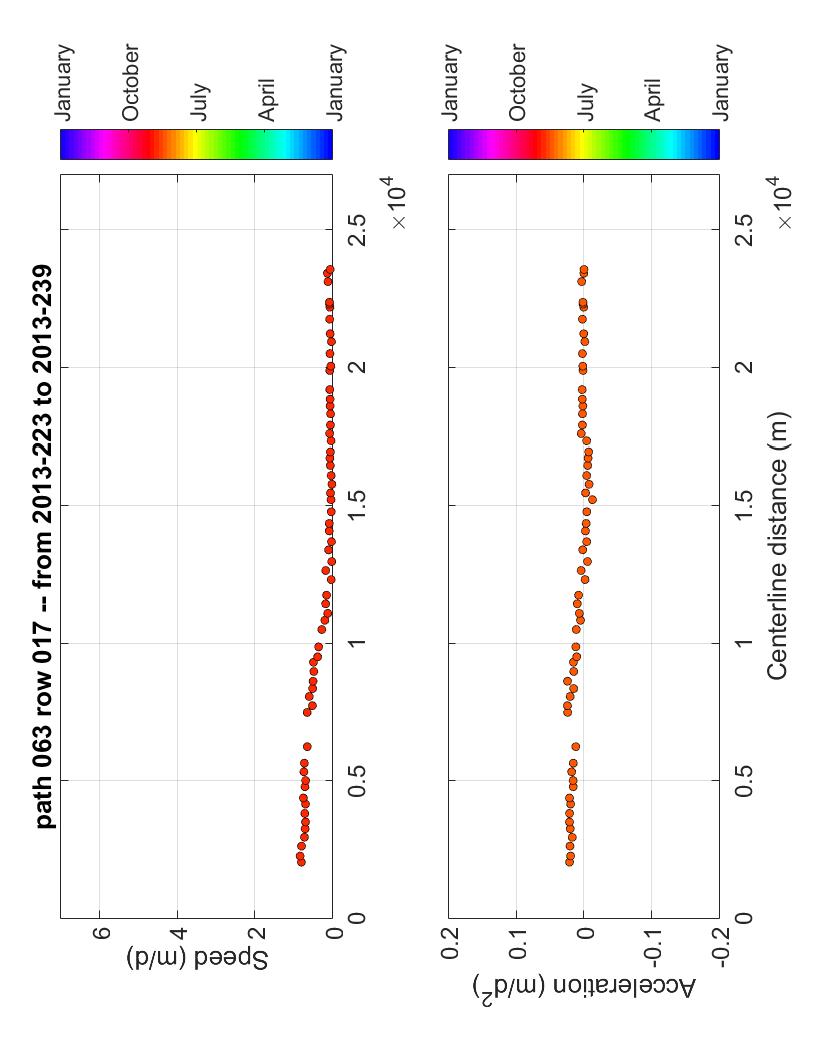 path 063 row 017 -- from 2013-223 to 2013-239
Speed (m/d)
6
4
2
0
0
0.5
1
1.5
2
2.5
×10^4
January
October
July
April
January
Acceleration (m/d^2)
0.2
0.1
0
-0.1
-0.2
0
0.5
1
1.5
2
2.5
×10^4
Centerline distance (m)
January
October
July
April
January